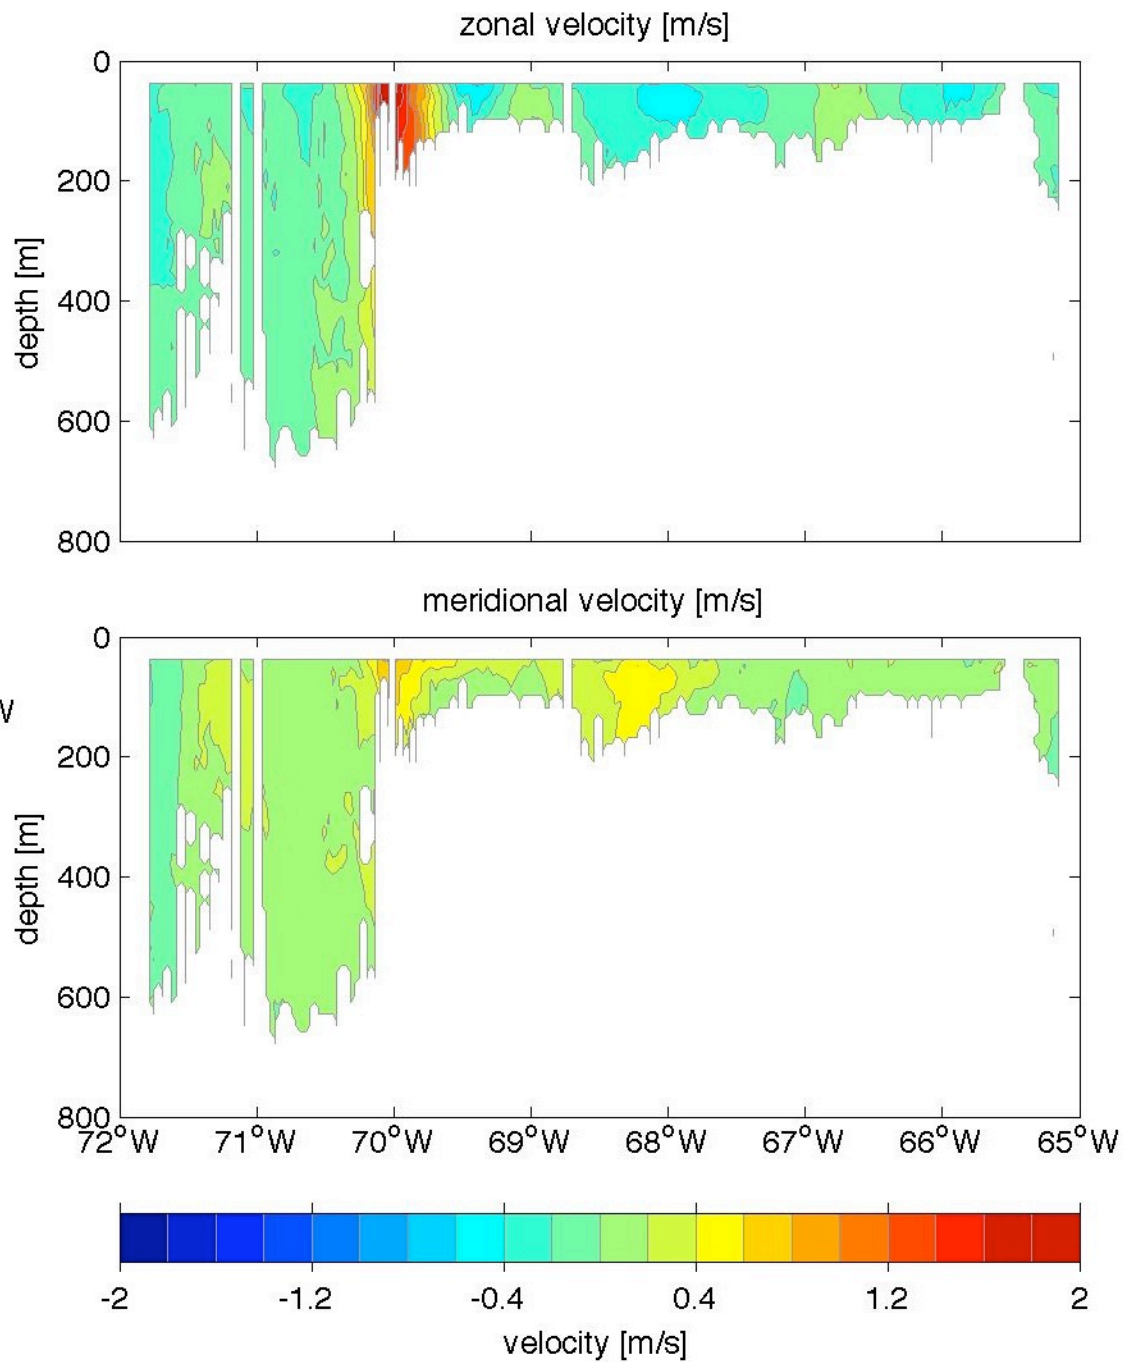 zonal velocity [m/s]
0
200
400
600
800
depth [m]
meridional velocity [m/s]
0
200
400
600
800
depth [m]
W
72°W 71°W 70°W 69°W 68°W 67°W 66°W 65°W
-2 -1.2 -0.4 0.4 1.2 2
velocity [m/s]